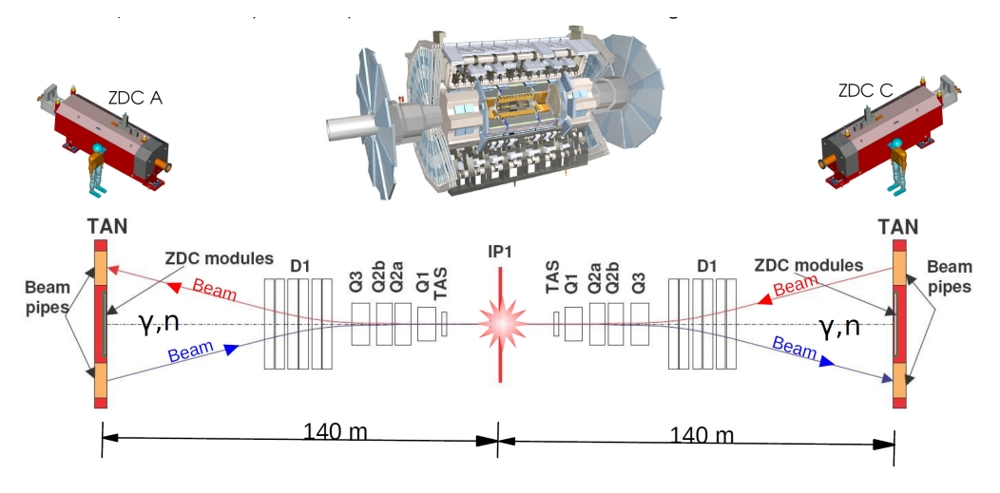 ZDC A
ZDC C
TAN
TAN
ZDC modules
D1
Q3
Q2b
Q2a
Q1
TAS
IP1
TAS
Q1
Q2a
Q2b
Q3
D1
ZDC modules
Beam
pipes
Beam
pipes
Beam
Beam
γ,n
γ,n
Beam
Beam
140 m
140 m